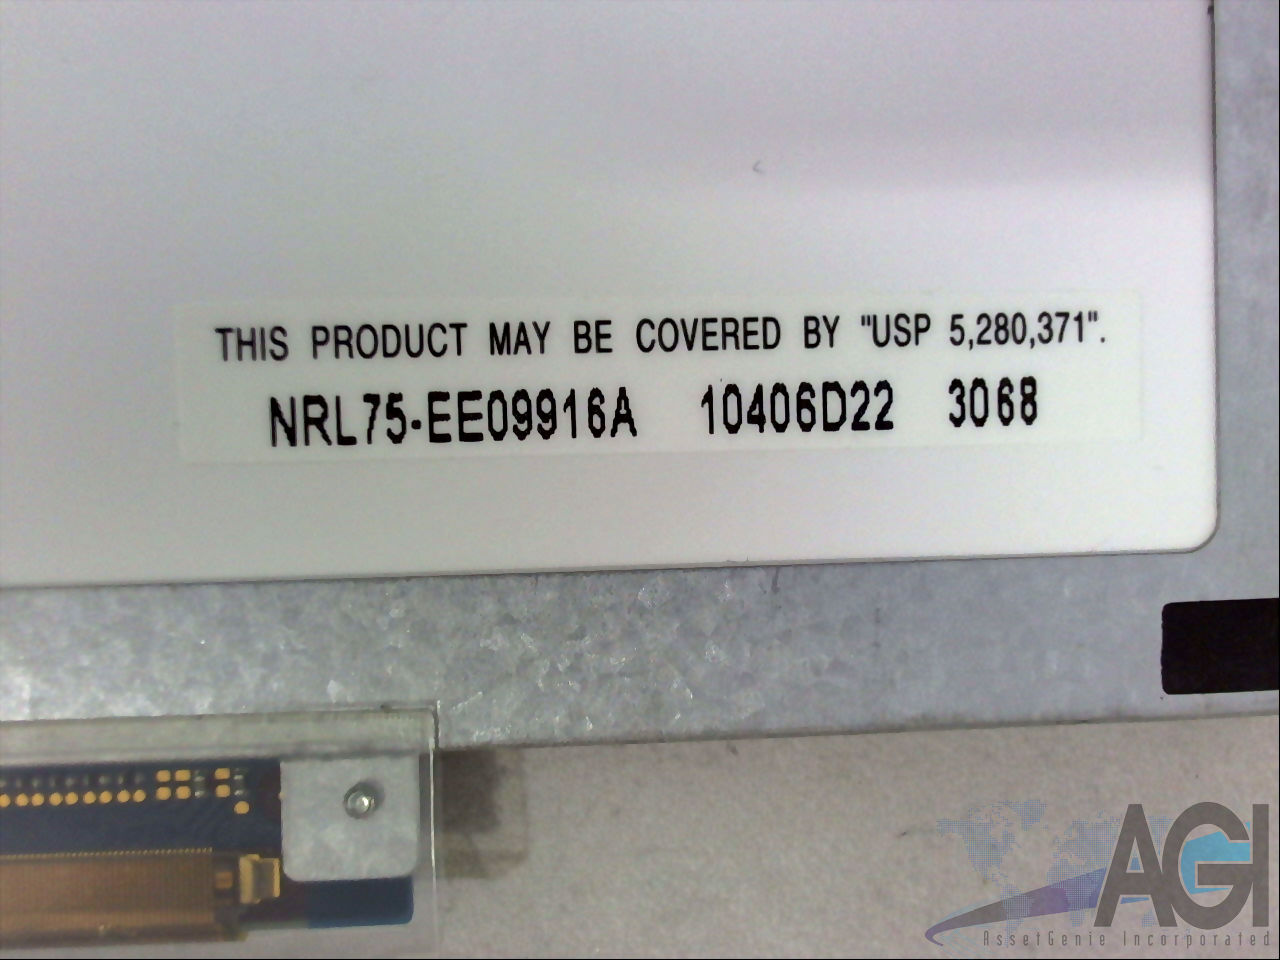 THIS PRODUCT MAY BE COVERED BY "USP 5,280,371".
NRL75-EE09916A 10406D22 3068
AGI
AssetGenie Incorporated